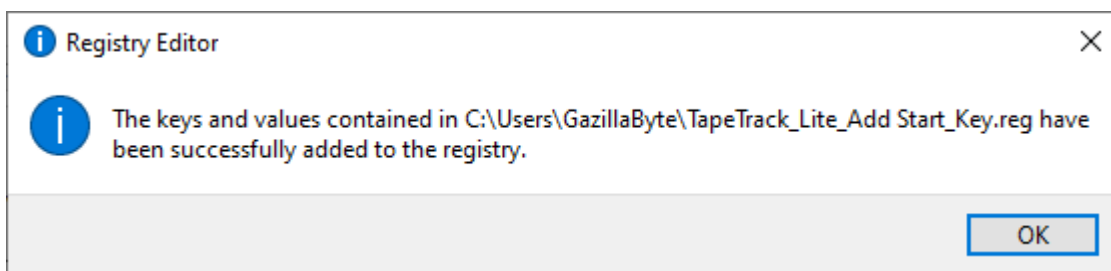 Registry Editor
The keys and values contained in C:\Users\GazillaByte\TapeTrack_Lite_Add Start_Key.reg have
been successfully added to the registry.
OK